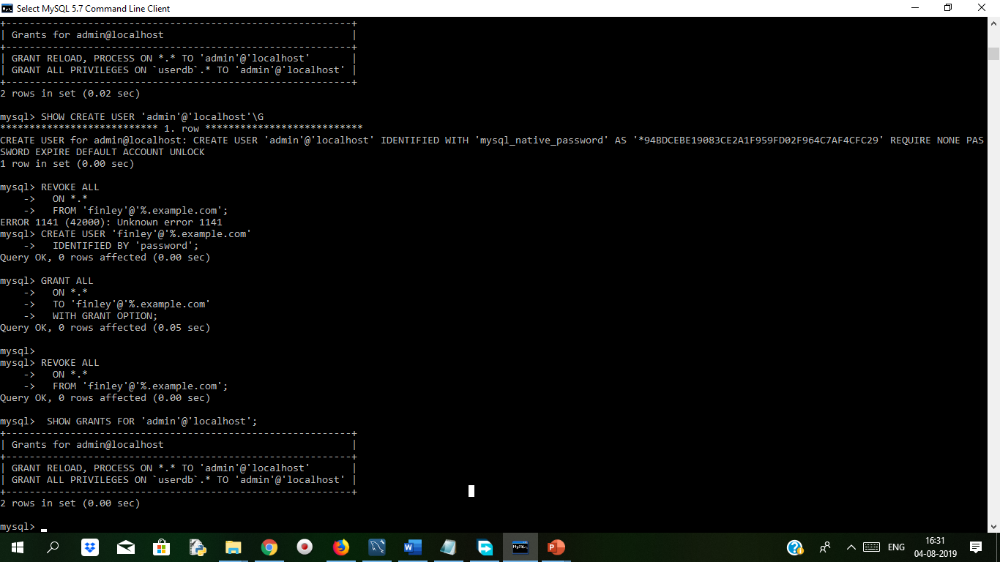 Select MySQL 5.7 Command Line Client
+-----------------------------------------------------------+
| Grants for admin@localhost                                |
+-----------------------------------------------------------+
| GRANT RELOAD, PROCESS ON *.* TO 'admin'@'localhost'       |
| GRANT ALL PRIVILEGES ON `userdb`.* TO 'admin'@'localhost' |
+-----------------------------------------------------------+
2 rows in set (0.02 sec)
mysql> SHOW CREATE USER 'admin'@'localhost'\G
*************************** 1. row ***************************
CREATE USER for admin@localhost: CREATE USER 'admin'@'localhost' IDENTIFIED WITH 'mysql_native_password' AS '*94BDCEBE19083CE2A1F959FD02F964C7AF4CFC29' REQUIRE NONE PAS
SWORD EXPIRE DEFAULT ACCOUNT UNLOCK
1 row in set (0.00 sec)
mysql> REVOKE ALL
    ->   ON *.*
    ->   FROM 'finley'@'%.example.com';
ERROR 1141 (42000): Unknown error 1141
mysql> CREATE USER 'finley'@'%.example.com'
    ->   IDENTIFIED BY 'password';
Query OK, 0 rows affected (0.00 sec)
mysql> GRANT ALL
    ->   ON *.*
    ->   TO 'finley'@'%.example.com'
    ->   WITH GRANT OPTION;
Query OK, 0 rows affected (0.05 sec)
mysql>
mysql> REVOKE ALL
    ->   ON *.*
    ->   FROM 'finley'@'%.example.com';
Query OK, 0 rows affected (0.00 sec)
mysql>  SHOW GRANTS FOR 'admin'@'localhost';
+-----------------------------------------------------------+
| Grants for admin@localhost                                |
+-----------------------------------------------------------+
| GRANT RELOAD, PROCESS ON *.* TO 'admin'@'localhost'       |
| GRANT ALL PRIVILEGES ON `userdb`.* TO 'admin'@'localhost' |
+-----------------------------------------------------------+
2 rows in set (0.00 sec)
mysql> _
ENG
16:31
04-08-2019